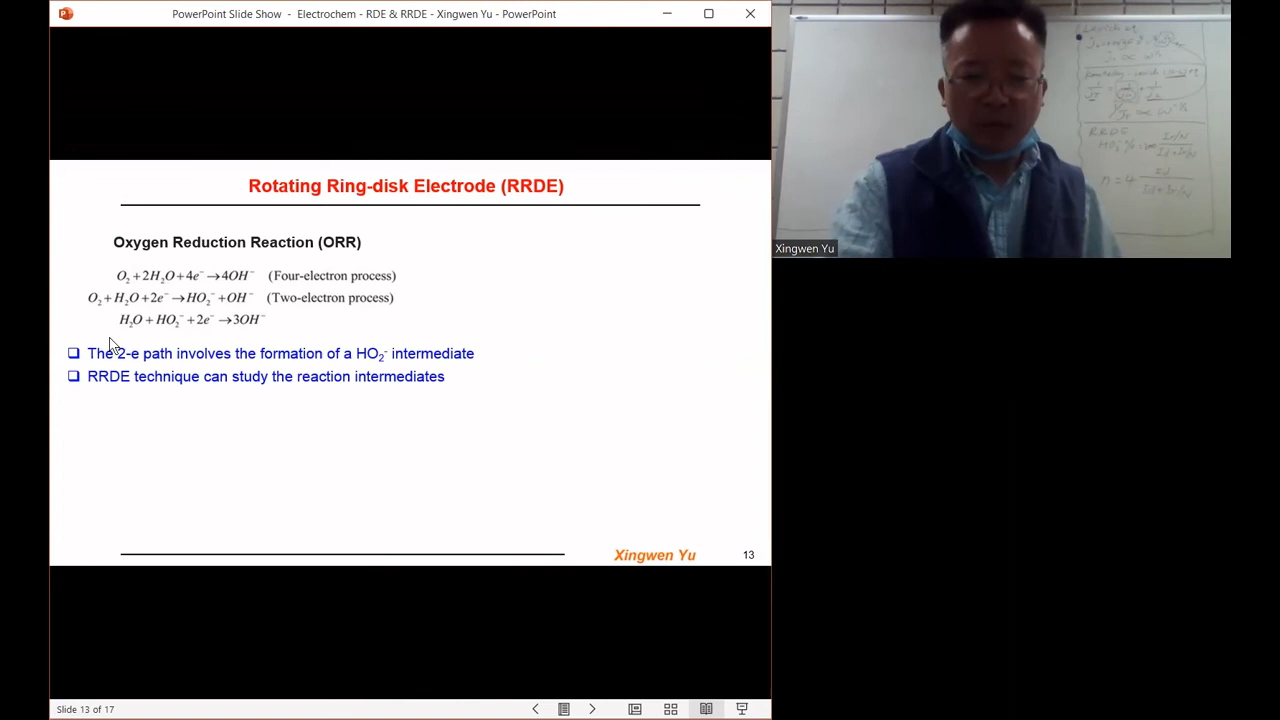 PowerPoint Slide Show - Electrochem - RDE & RRDE - Xingwen Yu - PowerPoint
Rotating Ring-disk Electrode (RRDE)
Oxygen Reduction Reaction (ORR)
O₂ + 2H₂O + 4e⁻ → 4OH⁻ (Four-electron process)
O₂ + H₂O + 2e⁻ → HO₂⁻ + OH⁻ (Two-electron process)
H₂O + HO₂⁻ + 2e⁻ → 3OH⁻
❑ The 2-e path involves the formation of a HO₂⁻ intermediate
❑ RRDE technique can study the reaction intermediates
Xingwen Yu 13
Slide 13 of 17
Xingwen Yu
RRDE